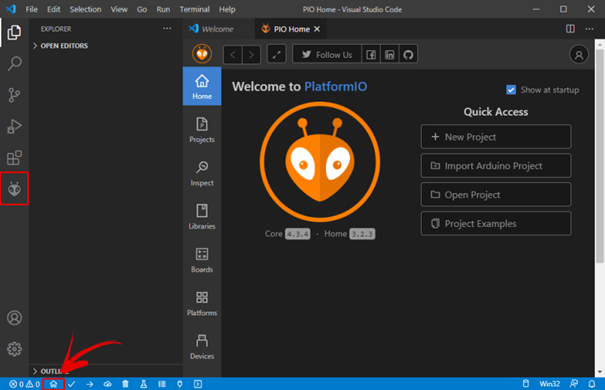 File Edit Selection View Go Run Terminal Help
PIO Home - Visual Studio Code
EXPLORER
Welcome
PIO Home
OPEN EDITORS
Follow Us
Home
Projects
Inspect
Libraries
Boards
Platforms
Devices
Welcome to PlatformIO
Show at startup
Quick Access
New Project
Import Arduino Project
Open Project
Project Examples
Core 4.3.4 · Home 3.2.3
0 0
Win32